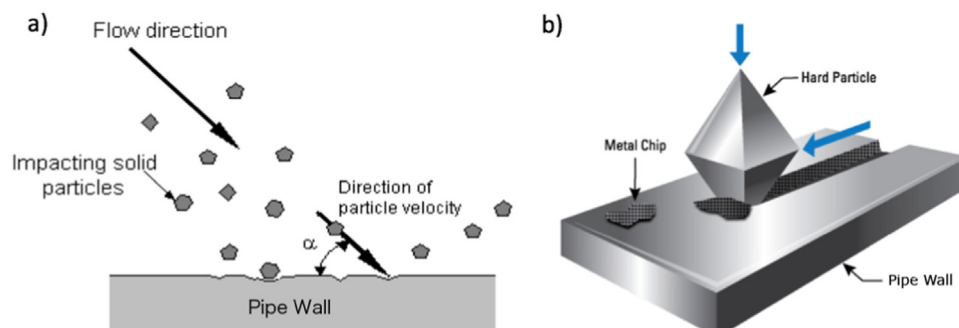 a)
Flow direction
Impacting solid
particles
Direction of
particle velocity
α
Pipe Wall
b)
Hard Particle
Metal Chip
Pipe Wall